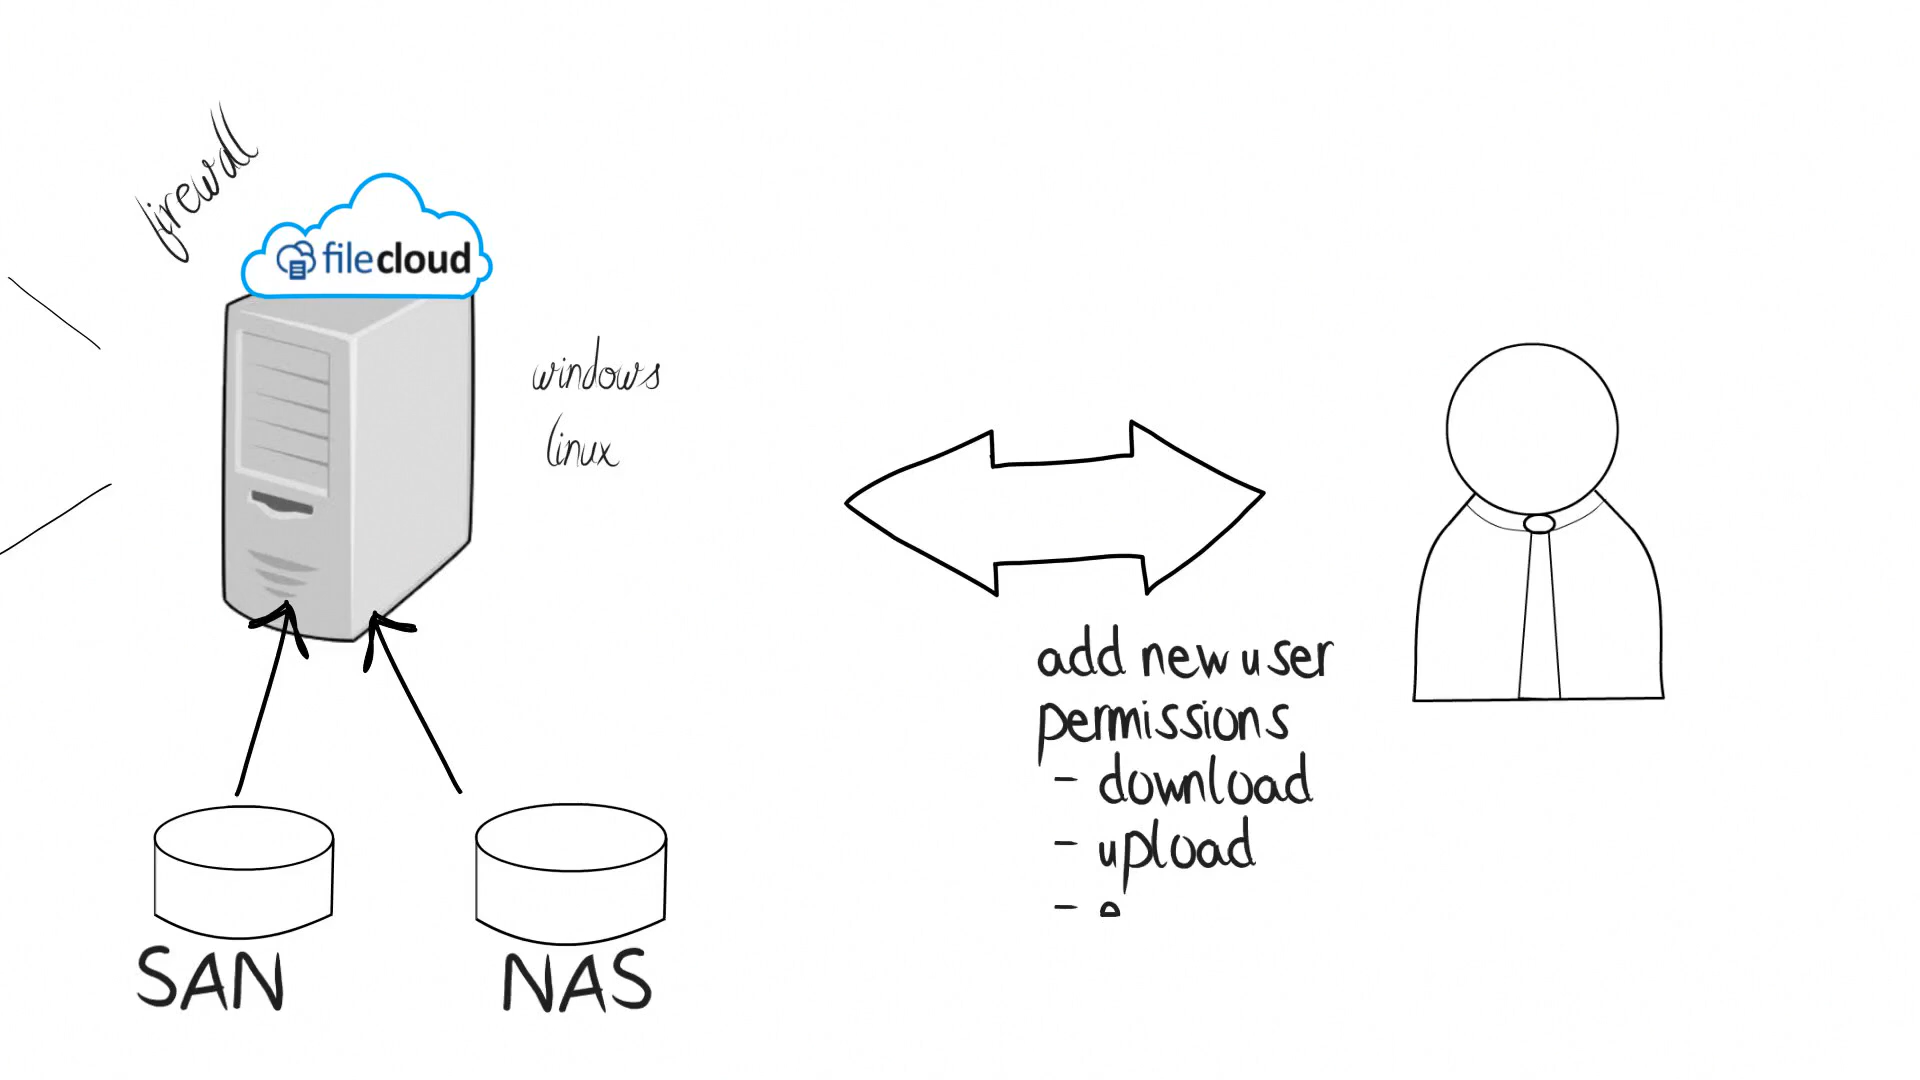 firewall
filecloud
windows
linux
add new user
permissions
- download
- upload
-
SAN
NAS